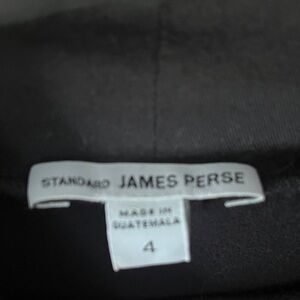 STANDARD JAMES PERSE
MADE IN
GUATEMALA
4